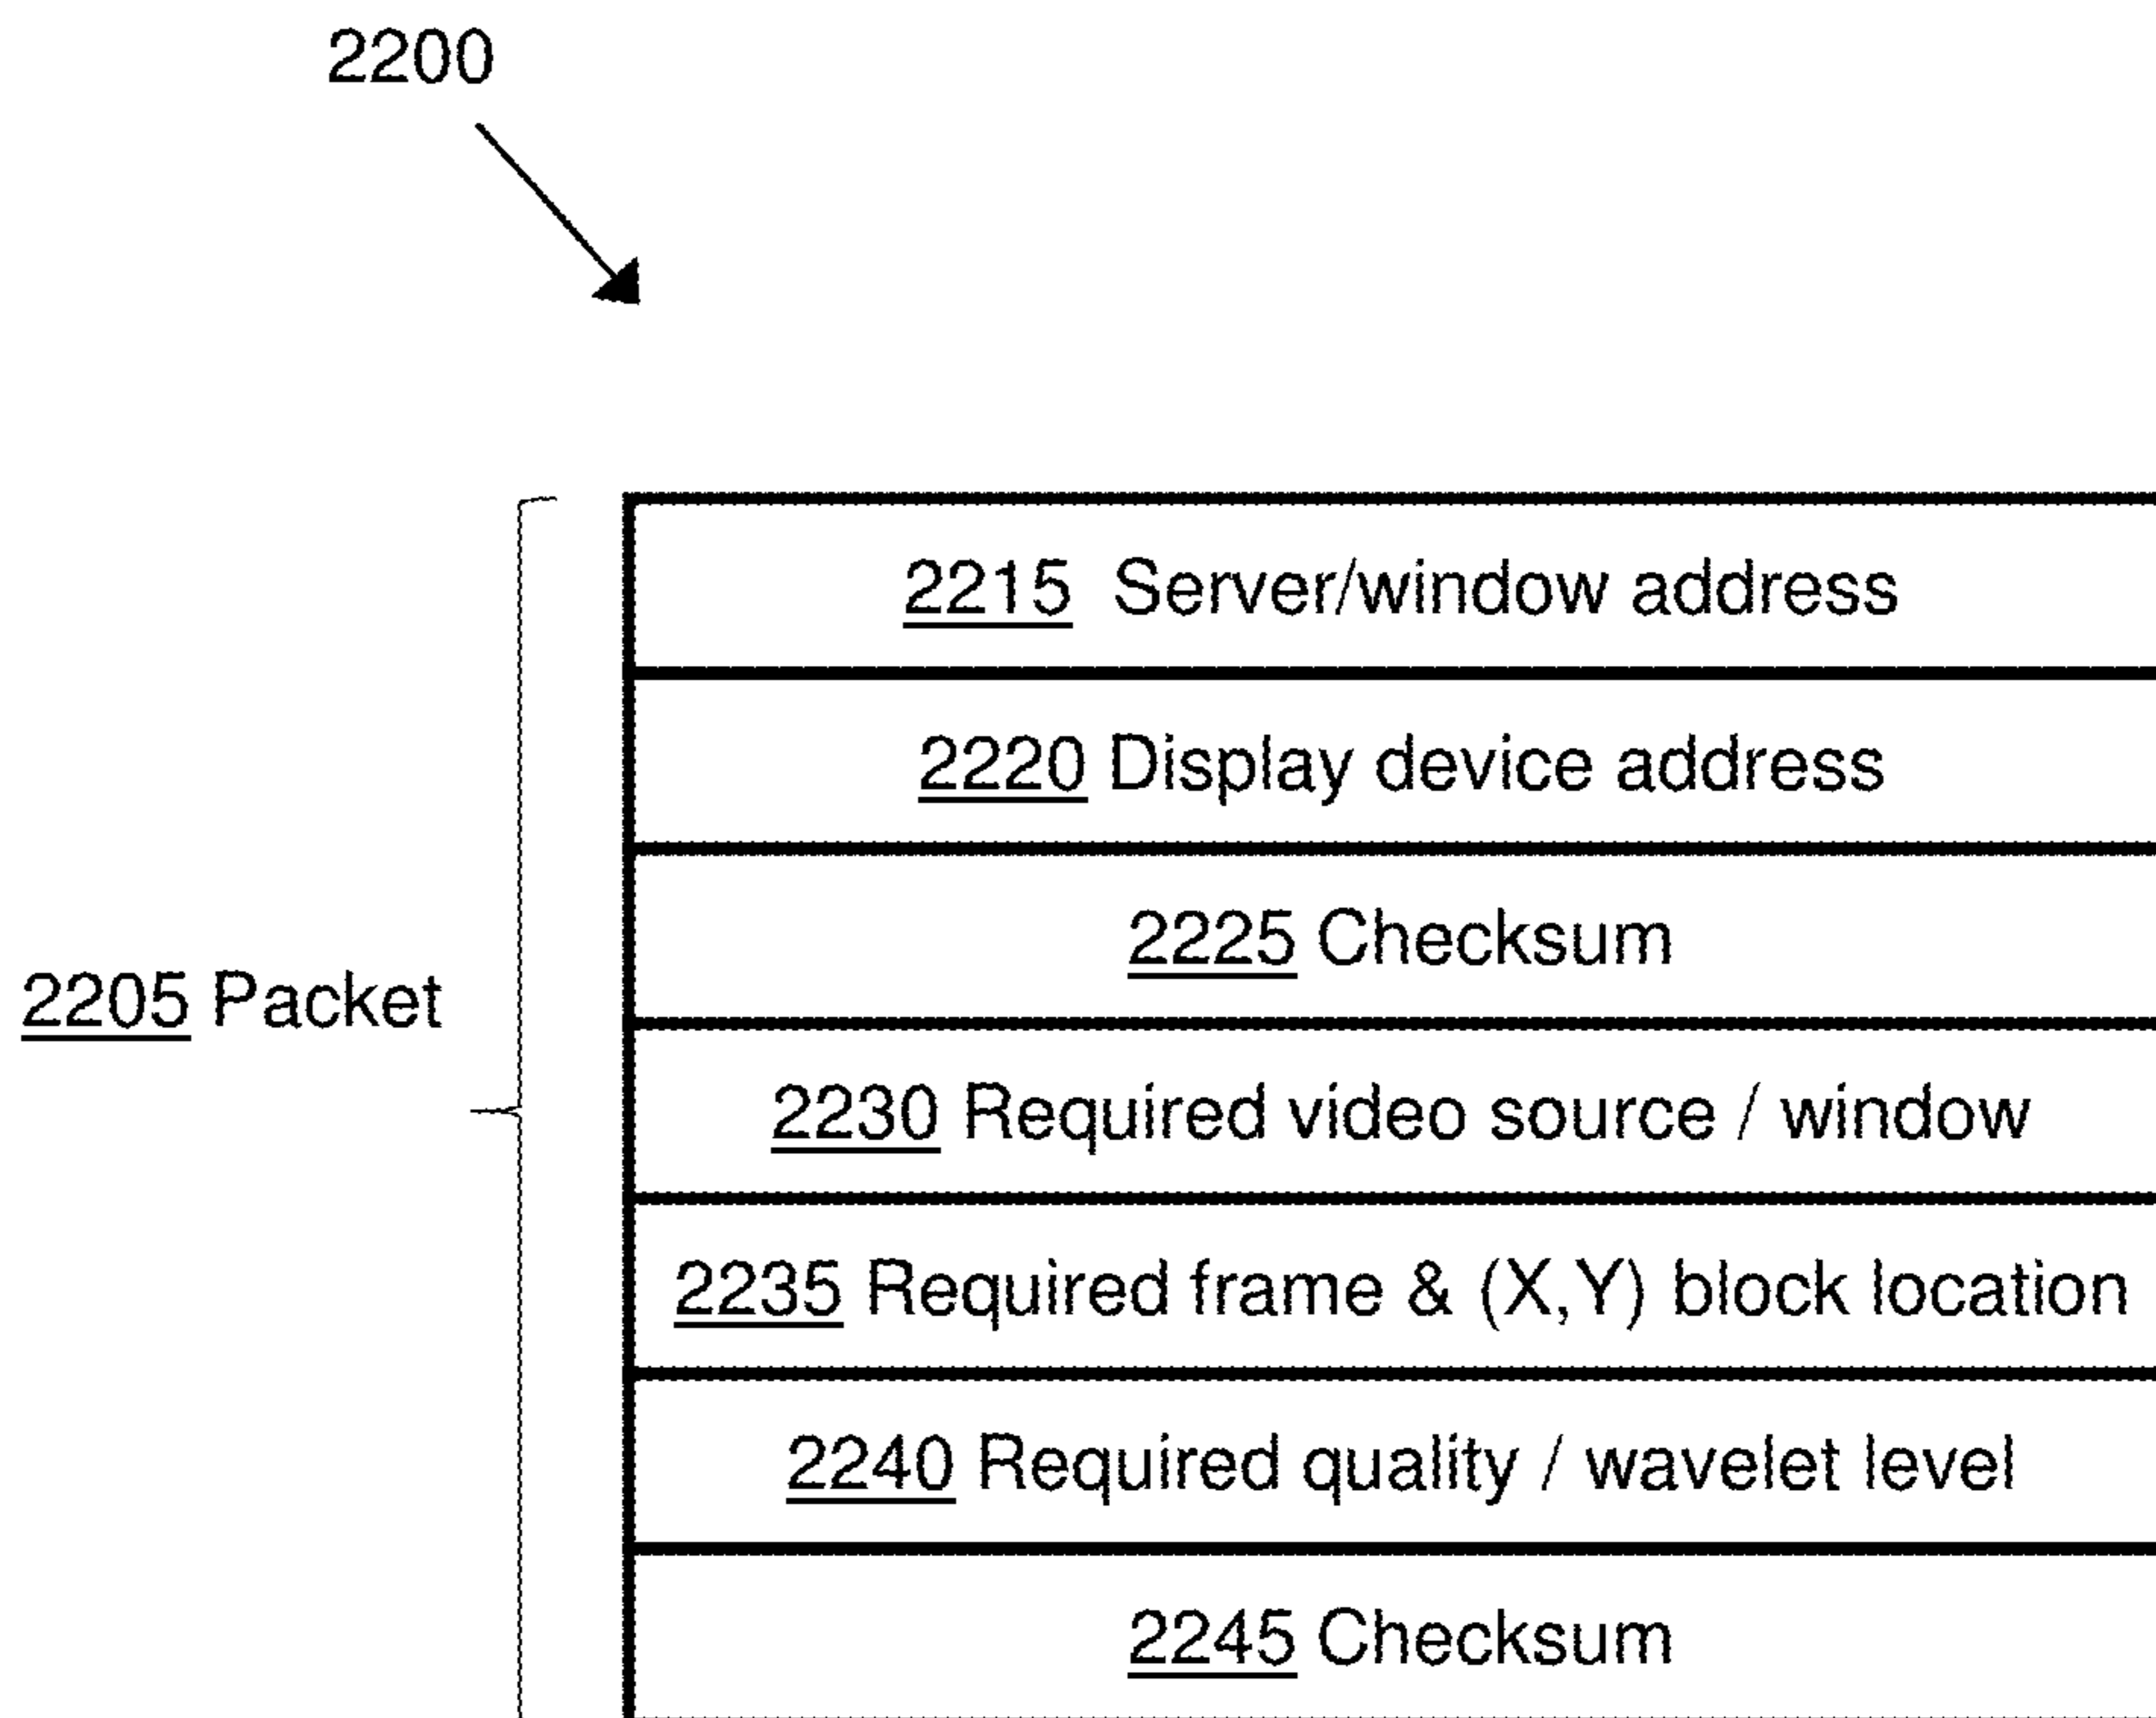 2200
2215 Server/window address
2220 Display device address
2225 Checksum
2205 Packet
2230 Required video source / window
2235 Required frame & (X,Y) block location
2240 Required quality / wavelet level
2245 Checksum